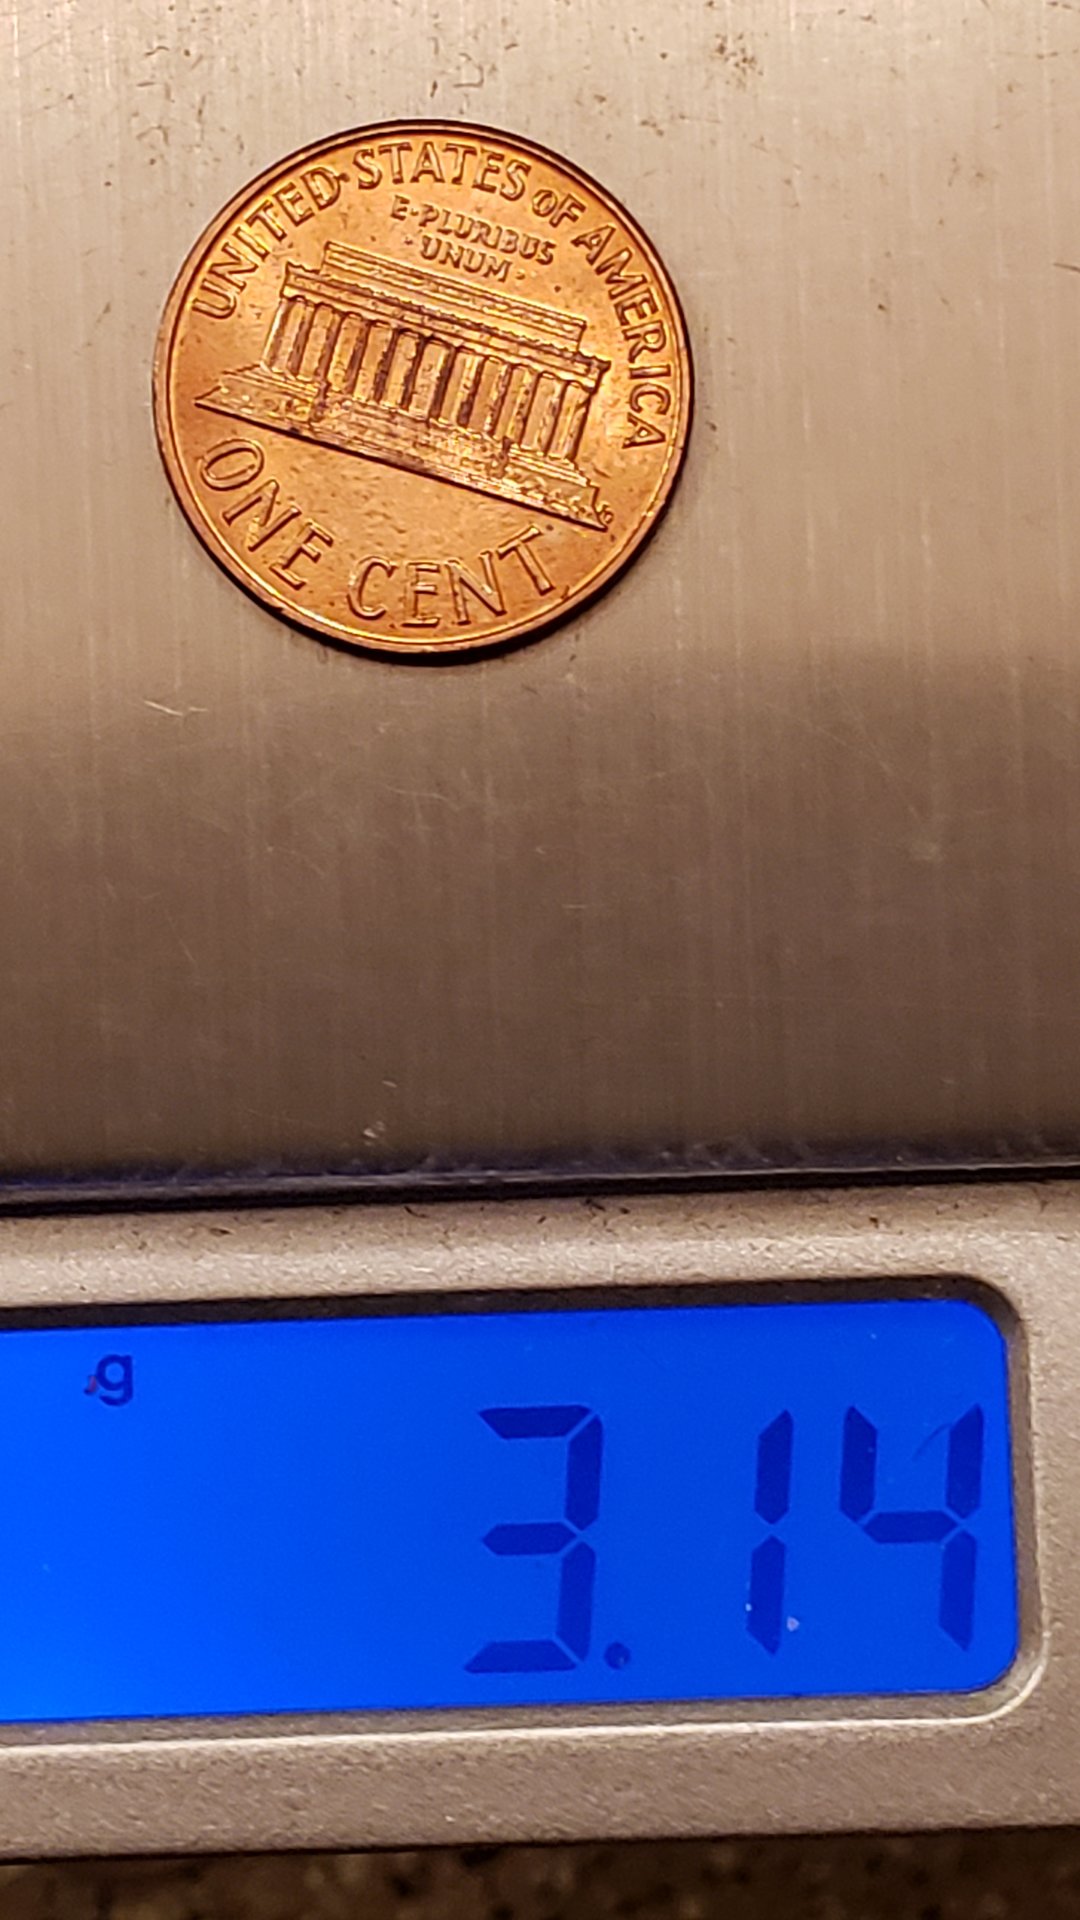 UNITED STATES OF AMERICA
E·PLURIBUS
·UNUM·
ONE CENT
g
3.14